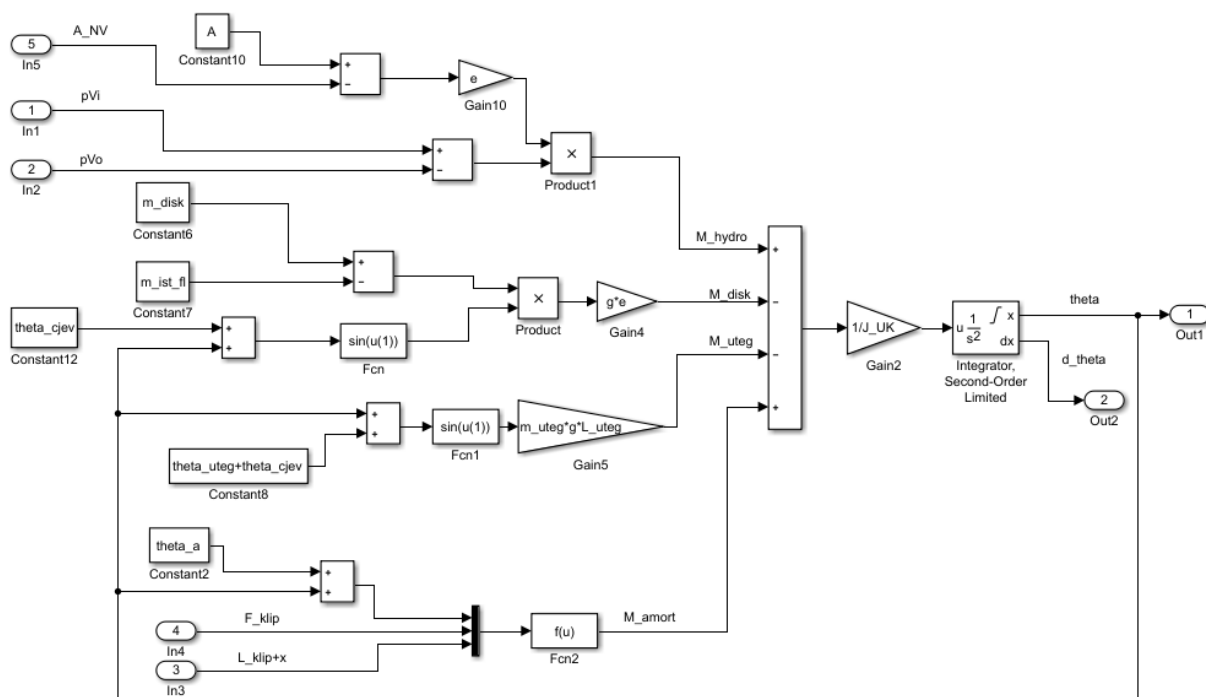 5
In5
A_NV
A
Constant10
+
−
e
Gain10
1
In1
pVi
2
In2
pVo
+
−
×
Product1
m_disk
Constant6
m_ist_fl
Constant7
+
−
×
Product
g*e
Gain4
theta_cjev
Constant12
+
+
sin(u(1))
Fcn
M_hydro
M_disk
M_uteg
M_amort
+
−
−
+
1/J_UK
Gain2
u 1/s² ∫ x
dx
Integrator,
Second-Order
Limited
theta
1
Out1
d_theta
2
Out2
+
+
sin(u(1))
Fcn1
m_uteg*g*L_uteg
Gain5
theta_uteg+theta_cjev
Constant8
theta_a
Constant2
+
+
F_klip
4
In4
L_klip+x
3
In3
f(u)
Fcn2